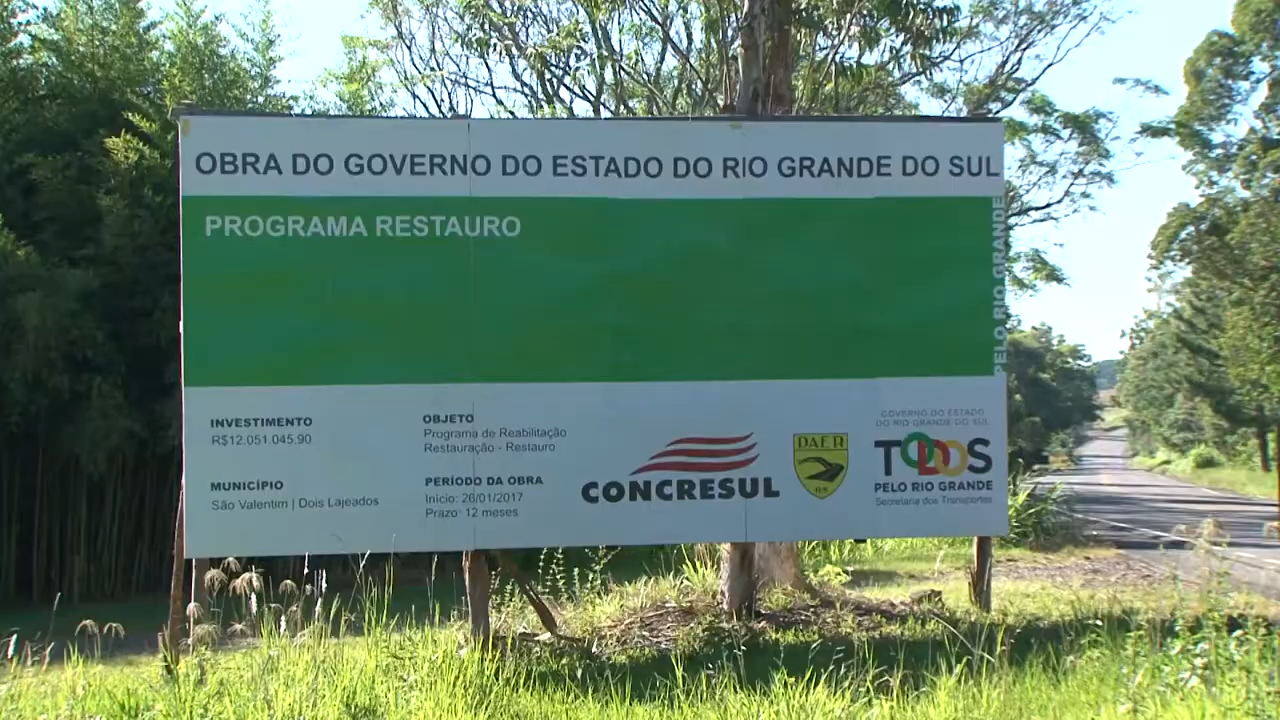 OBRA DO GOVERNO DO ESTADO DO RIO GRANDE DO SUL
PROGRAMA RESTAURO
PELO RIO GRANDE
INVESTIMENTO
R$12.051.045.90
MUNICÍPIO
São Valentim | Dois Lajeados
OBJETO
Programa de Reabilitação
Restauração - Restauro
PERÍODO DA OBRA
Início: 26/01/2017
Prazo: 12 meses
CONCRESUL
DAER
RS
GOVERNO DO ESTADO
DO RIO GRANDE DO SUL
TODOS
PELO RIO GRANDE
Secretaria dos Transportes